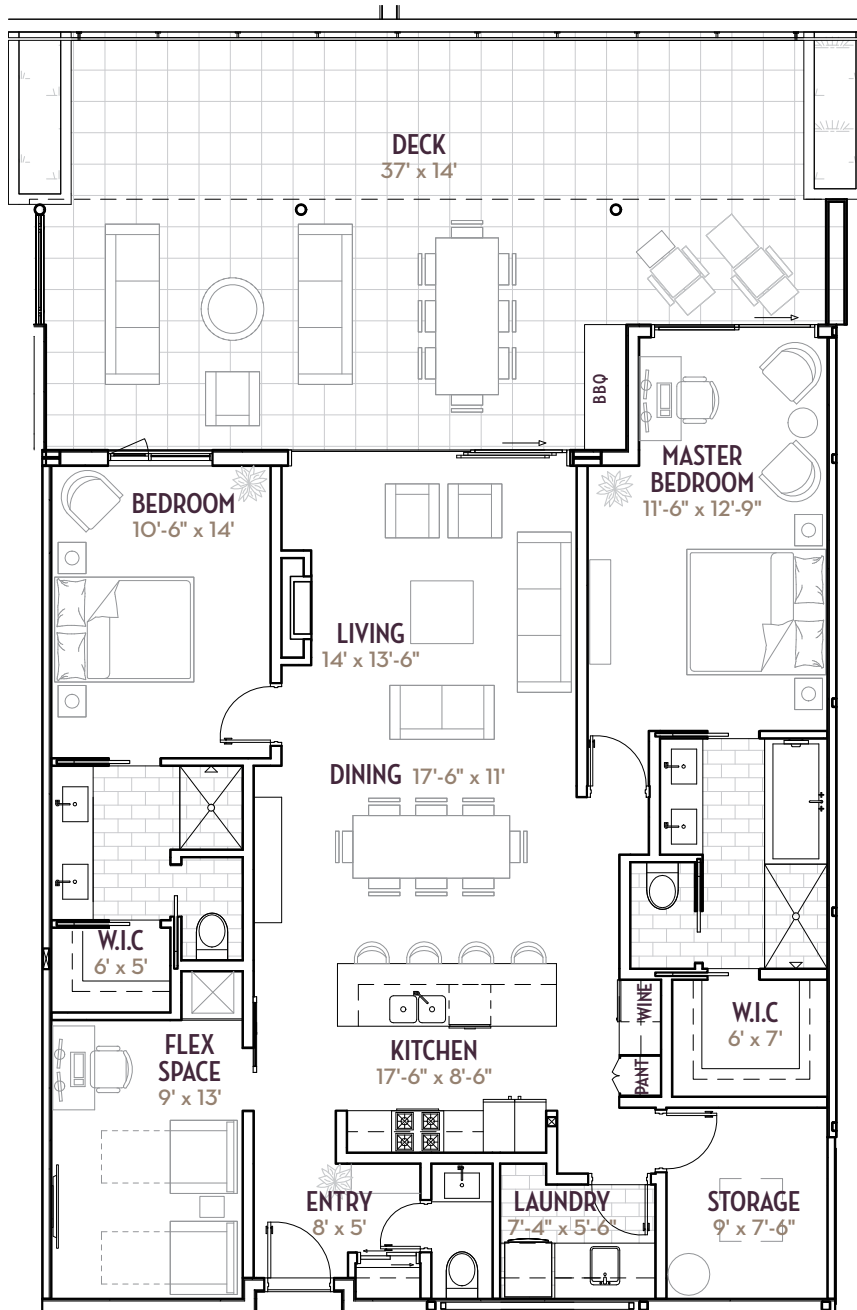 DECK
37' x 14'
BBQ
MASTER
BEDROOM
11'-6" x 12'-9"
BEDROOM
10'-6" x 14'
LIVING
14' x 13'-6"
DINING 17'-6" x 11'
W.I.C
6' x 5'
WINE
W.I.C
6' x 7'
FLEX
SPACE
9' x 13'
KITCHEN
17'-6" x 8'-6"
PANT
ENTRY
8' x 5'
LAUNDRY
7'-4" x 5'-6"
STORAGE
9' x 7'-6"